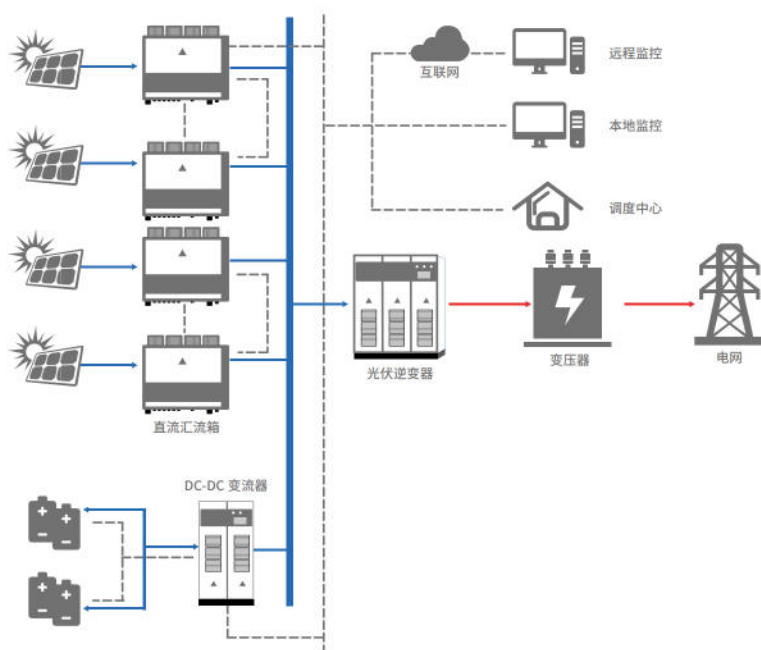 远程监控
互联网
本地监控
调度中心
光伏逆变器
变压器
电网
直流汇流箱
DC-DC 变流器